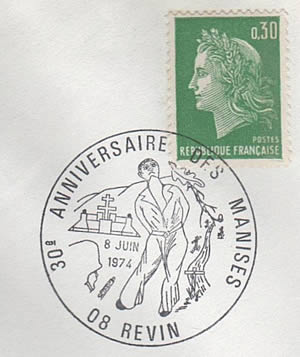 0,30
POSTES
REPUBLIQUE FRANÇAISE
30e ANNIVERSAIRE DES MANISES
8 JUIN
1974
08 REVIN